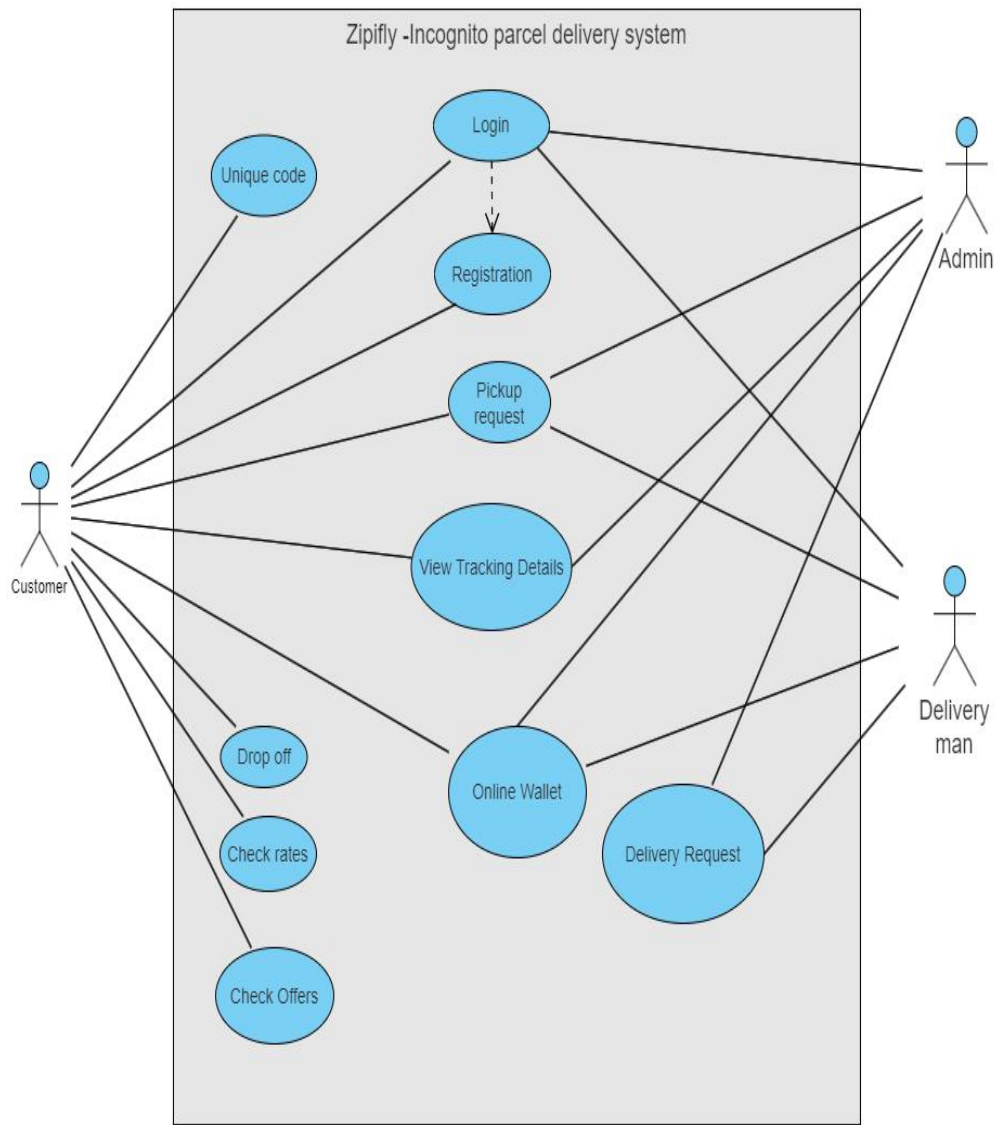 Zipifly -Incognito parcel delivery system
Login
Unique code
Registration
Admin
Pickup
request
View Tracking Details
Customer
Delivery
man
Drop off
Online Wallet
Check rates
Delivery Request
Check Offers